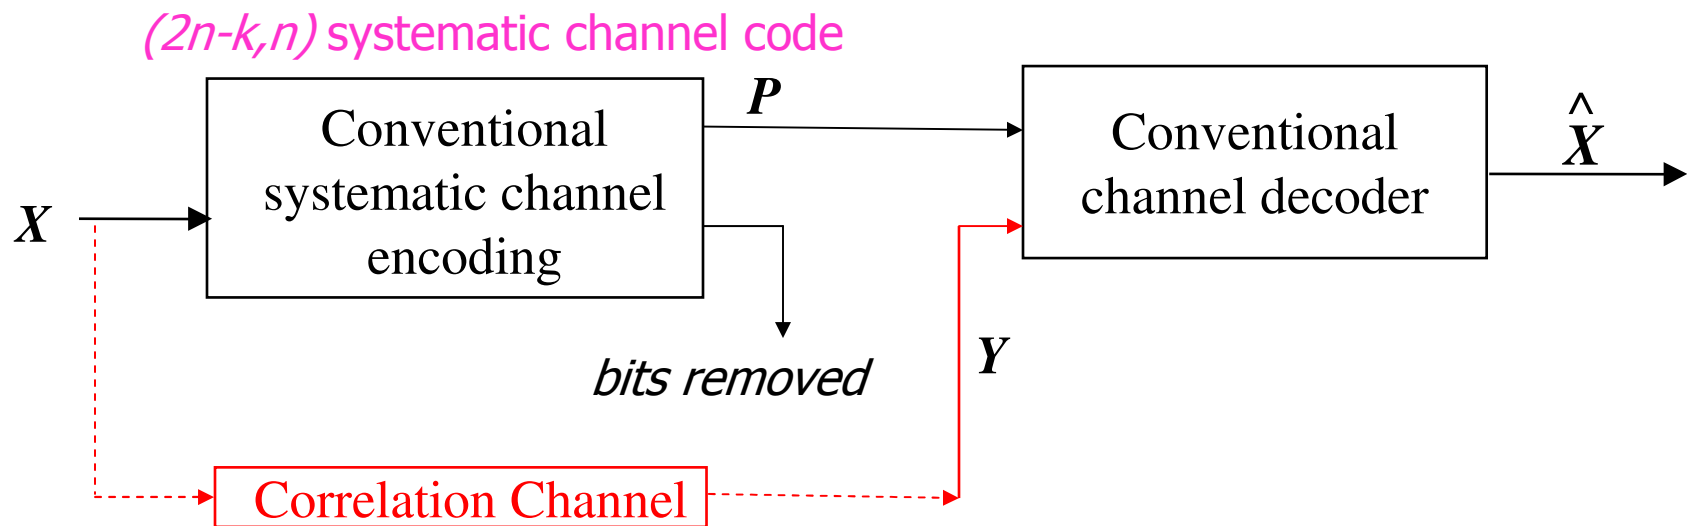 (2n-k,n) systematic channel code
P
Conventional
systematic channel
encoding
Conventional
channel decoder
^
X
X
bits removed
Y
Correlation Channel